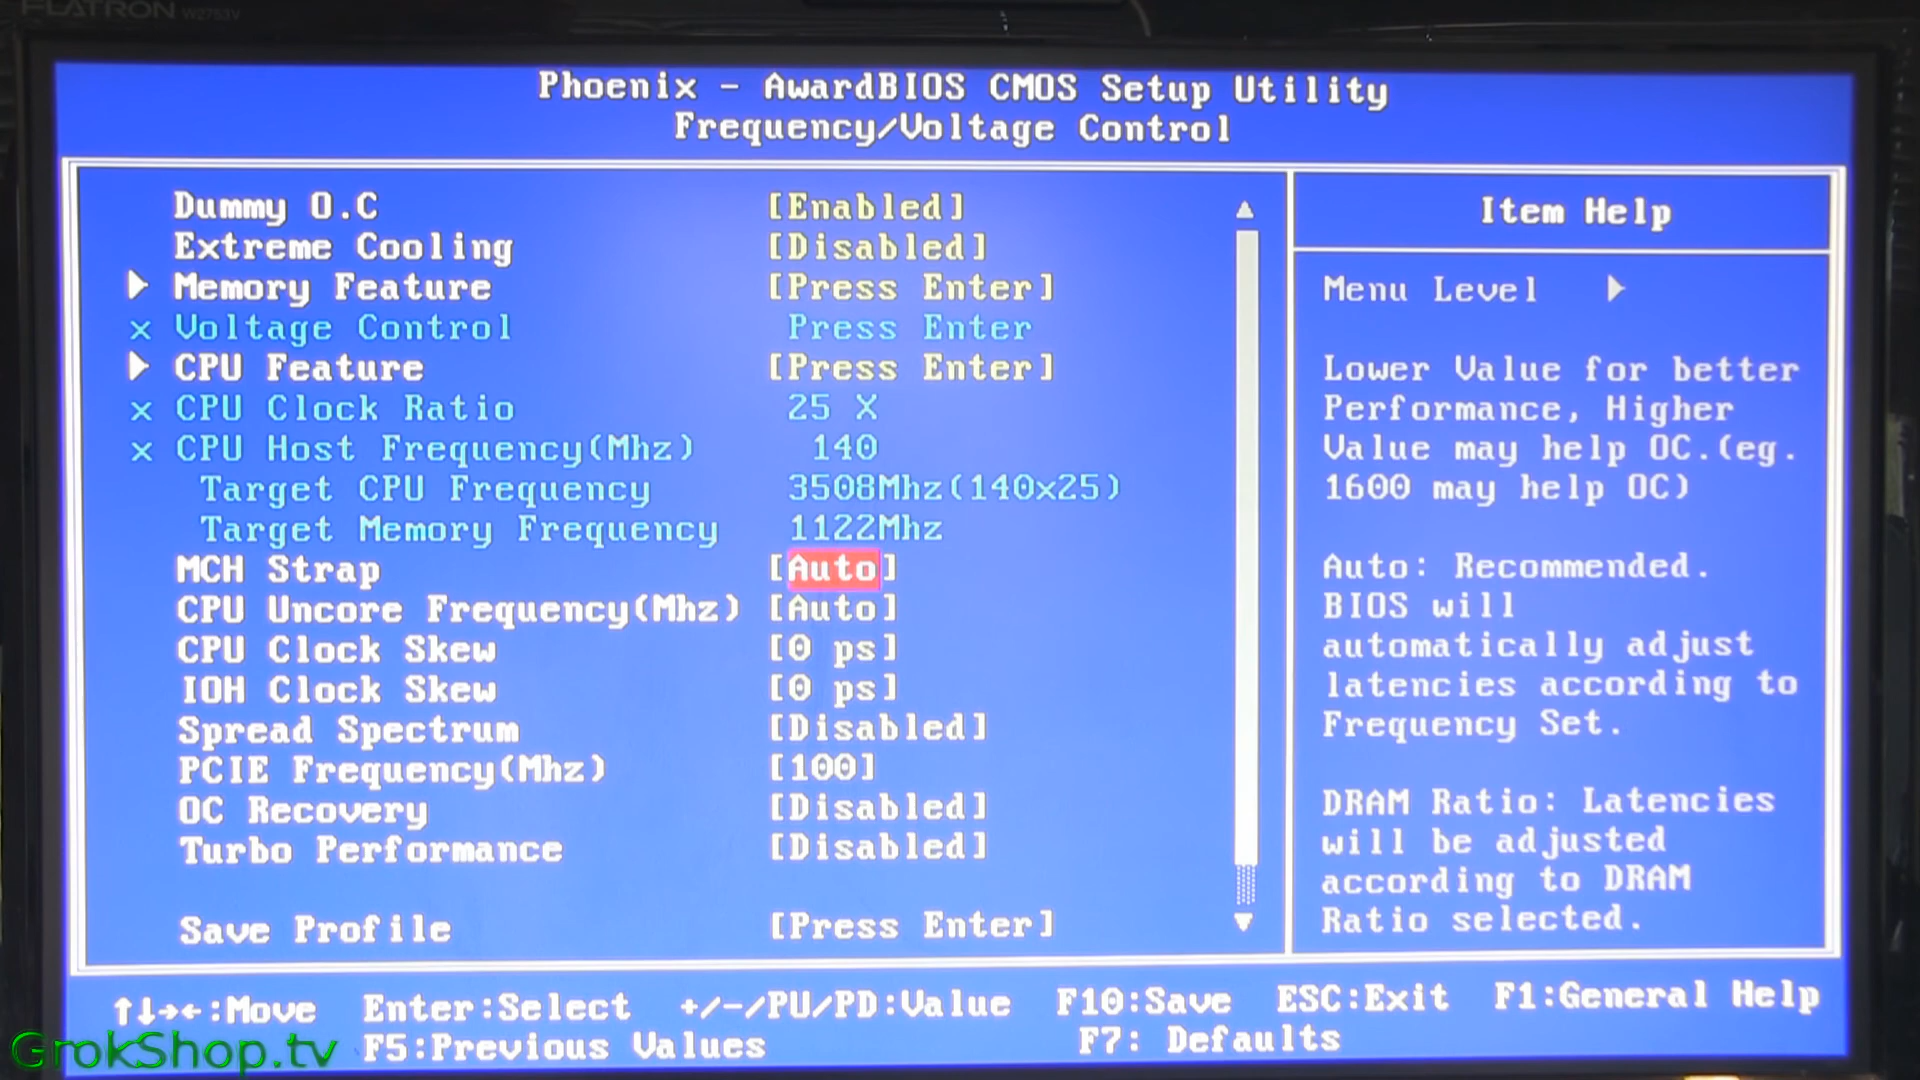 FLATRON W2753V
Phoenix - AwardBIOS CMOS Setup Utility
Frequency/Voltage Control
Dummy O.C [Enabled]
Extreme Cooling [Disabled]
Memory Feature [Press Enter]
x Voltage Control Press Enter
CPU Feature [Press Enter]
x CPU Clock Ratio 25 X
x CPU Host Frequency(Mhz) 140
Target CPU Frequency 3508Mhz(140x25)
Target Memory Frequency 1122Mhz
MCH Strap [Auto]
CPU Uncore Frequency(Mhz) [Auto]
CPU Clock Skew [0 ps]
IOH Clock Skew [0 ps]
Spread Spectrum [Disabled]
PCIE Frequency(Mhz) [100]
OC Recovery [Disabled]
Turbo Performance [Disabled]
Save Profile [Press Enter]
Item Help
Menu Level
Lower Value for better
Performance, Higher
Value may help OC.(eg.
1600 may help OC)
Auto: Recommended.
BIOS will
automatically adjust
latencies according to
Frequency Set.
DRAM Ratio: Latencies
will be adjusted
according to DRAM
Ratio selected.
↑↓→←:Move Enter:Select +/-/PU/PD:Value F10:Save ESC:Exit F1:General Help
F5:Previous Values F7: Defaults
GrokShop.tv